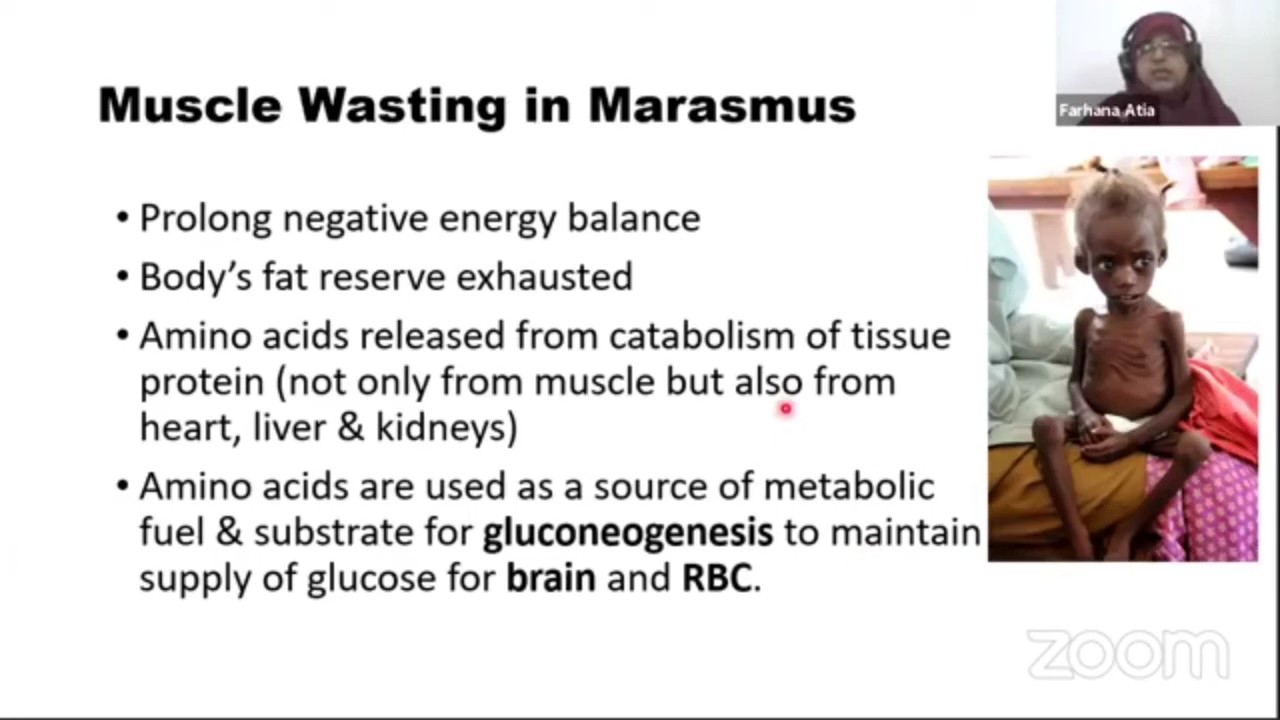 Muscle Wasting in Marasmus
Farhana Atia
• Prolong negative energy balance
• Body's fat reserve exhausted
• Amino acids released from catabolism of tissue
protein (not only from muscle but also from
heart, liver & kidneys)
• Amino acids are used as a source of metabolic
fuel & substrate for gluconeogenesis to maintain
supply of glucose for brain and RBC.
zoom